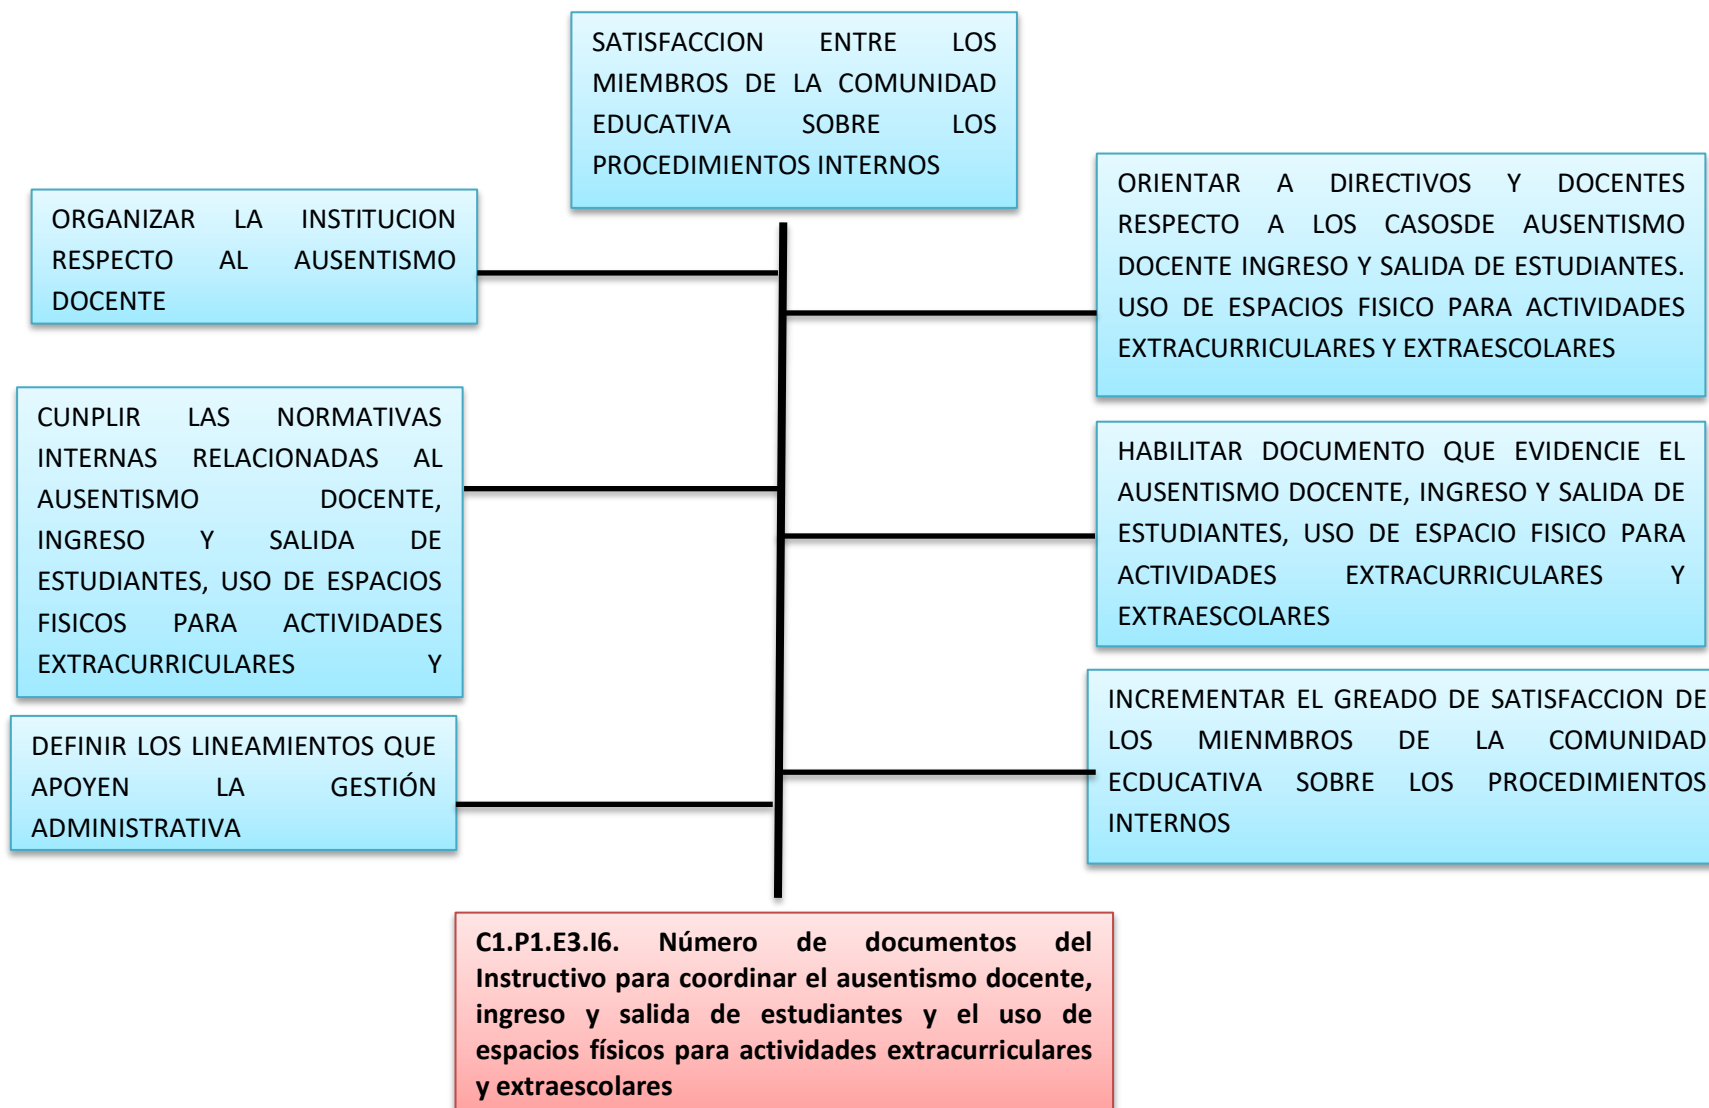 SATISFACCION ENTRE LOS
MIEMBROS DE LA COMUNIDAD
EDUCATIVA SOBRE LOS
PROCEDIMIENTOS INTERNOS
ORGANIZAR LA INSTITUCION
RESPECTO AL AUSENTISMO
DOCENTE
ORIENTAR A DIRECTIVOS Y DOCENTES
RESPECTO A LOS CASOSDE AUSENTISMO
DOCENTE INGRESO Y SALIDA DE ESTUDIANTES.
USO DE ESPACIOS FISICO PARA ACTIVIDADES
EXTRACURRICULARES Y EXTRAESCOLARES
CUNPLIR LAS NORMATIVAS
INTERNAS RELACIONADAS AL
AUSENTISMO DOCENTE,
INGRESO Y SALIDA DE
ESTUDIANTES, USO DE ESPACIOS
FISICOS PARA ACTIVIDADES
EXTRACURRICULARES Y
HABILITAR DOCUMENTO QUE EVIDENCIE EL
AUSENTISMO DOCENTE, INGRESO Y SALIDA DE
ESTUDIANTES, USO DE ESPACIO FISICO PARA
ACTIVIDADES EXTRACURRICULARES Y
EXTRAESCOLARES
DEFINIR LOS LINEAMIENTOS QUE
APOYEN LA GESTIÓN
ADMINISTRATIVA
INCREMENTAR EL GREADO DE SATISFACCION DE
LOS MIENMBROS DE LA COMUNIDAD
ECDUCATIVA SOBRE LOS PROCEDIMIENTOS
INTERNOS
C1.P1.E3.I6. Número de documentos del
Instructivo para coordinar el ausentismo docente,
ingreso y salida de estudiantes y el uso de
espacios físicos para actividades extracurriculares
y extraescolares